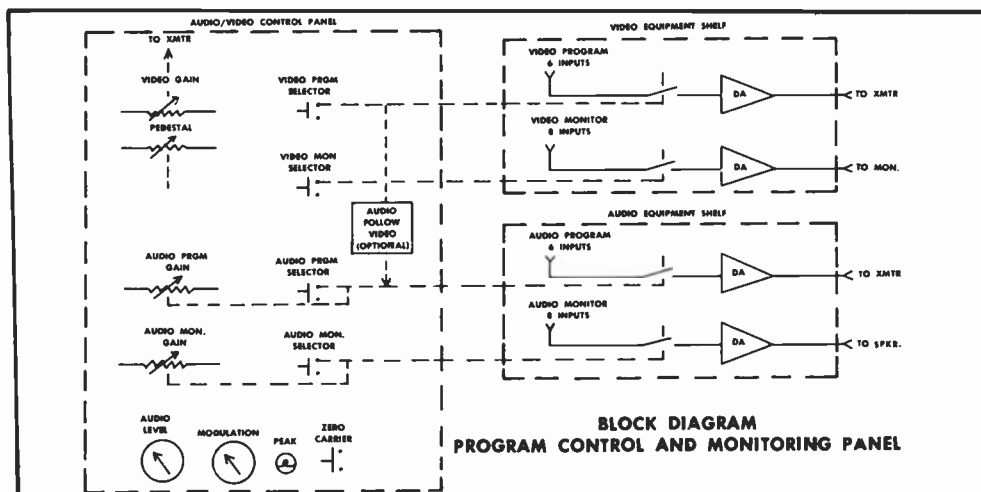 AUDIO/VIDEO CONTROL PANEL
TO XMTR
VIDEO GAIN
PEDESTAL
VIDEO PRGM
SELECTOR
VIDEO MON
SELECTOR
AUDIO
FOLLOW
VIDEO
(OPTIONAL)
AUDIO PRGM
GAIN
AUDIO PRGM
SELECTOR
AUDIO MON.
GAIN
AUDIO MON.
SELECTOR
AUDIO
LEVEL
MODULATION
PEAK
ZERO
CARRIER
VIDEO EQUIPMENT SHELF
VIDEO PROGRAM
6 INPUTS
DA
TO XMTR
VIDEO MONITOR
8 INPUTS
DA
TO MON.
AUDIO EQUIPMENT SHELF
AUDIO PROGRAM
6 INPUTS
DA
TO XMTR
AUDIO MONITOR
8 INPUTS
DA
TO SPKR.
BLOCK DIAGRAM
PROGRAM CONTROL AND MONITORING PANEL